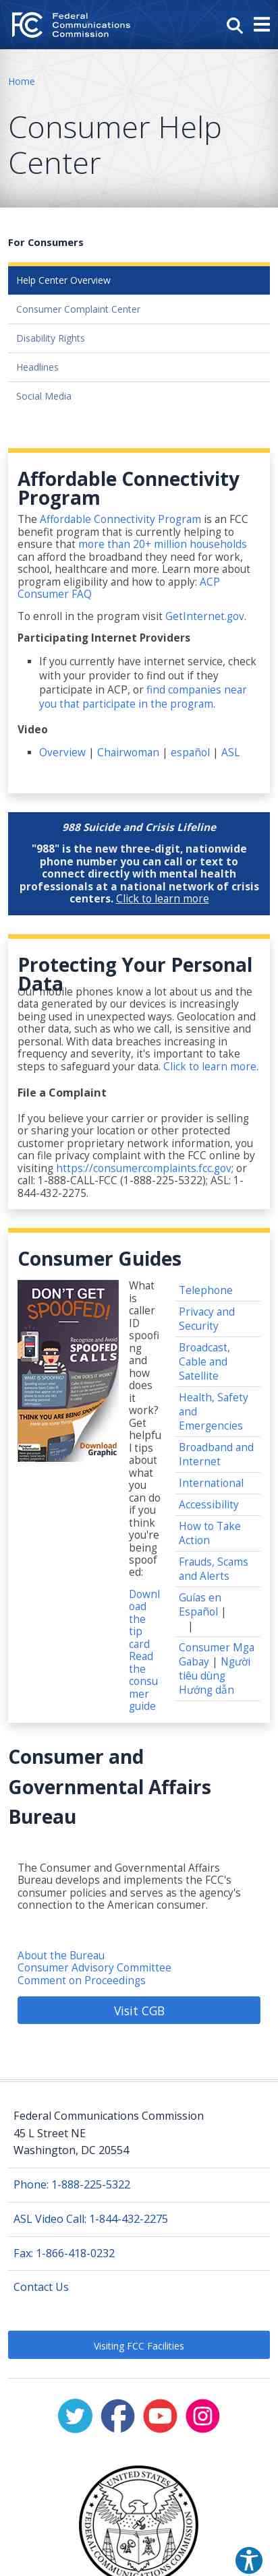 FCC Federal
Communications
Commission
Home
Consumer Help
Center
For Consumers
Help Center Overview
Consumer Complaint Center
Disability Rights
Headlines
Social Media
Affordable Connectivity
Program
The Affordable Connectivity Program is an FCC
benefit program that is currently helping to
ensure that more than 20+ million households
can afford the broadband they need for work,
school, healthcare and more. Learn more about
program eligibility and how to apply: ACP
Consumer FAQ
To enroll in the program visit GetInternet.gov.
Participating Internet Providers
▪ If you currently have internet service, check
with your provider to find out if they
participate in ACP, or find companies near
you that participate in the program.
Video
▪ Overview | Chairwoman | español | ASL
988 Suicide and Crisis Lifeline
"988" is the new three-digit, nationwide
phone number you can call or text to
connect directly with mental health
professionals at a national network of crisis
centers. Click to learn more
Protecting Your Personal
Data
Our mobile phones know a lot about us and the
data generated by our devices is increasingly
being used in unexpected ways. Geolocation and
other data, such as who we call, is sensitive and
personal. With data breaches increasing in
frequency and severity, it's important to take
steps to safeguard your data. Click to learn more.
File a Complaint
If you believe your carrier or provider is selling
or sharing your location or other protected
customer proprietary network information, you
can file privacy complaint with the FCC online by
visiting https://consumercomplaints.fcc.gov; or
call: 1-888-CALL-FCC (1-888-225-5322); ASL: 1-
844-432-2275.
Consumer Guides
DON'T GET
SPOOFED!
Recognize and Avoid
SPOOFED
CALLS
THINK YOU ARE
BEING SPOOFED?
Download
Graphic
What
is
caller
ID
spoofi
ng
and
how
does
it
work?
Get
helpfu
l tips
about
what
you
can do
if you
think
you're
being
spoof
ed:
Downl
oad
the
tip
card
Read
the
consu
mer
guide
Telephone
Privacy and
Security
Broadcast,
Cable and
Satellite
Health, Safety
and
Emergencies
Broadband and
Internet
International
Accessibility
How to Take
Action
Frauds, Scams
and Alerts
Guías en
Español |
|
Consumer Mga
Gabay | Người
tiêu dùng
Hướng dẫn
Consumer and
Governmental Affairs
Bureau
The Consumer and Governmental Affairs
Bureau develops and implements the FCC's
consumer policies and serves as the agency's
connection to the American consumer.
About the Bureau
Consumer Advisory Committee
Comment on Proceedings
Visit CGB
Federal Communications Commission
45 L Street NE
Washington, DC 20554
Phone: 1-888-225-5322
ASL Video Call: 1-844-432-2275
Fax: 1-866-418-0232
Contact Us
Visiting FCC Facilities